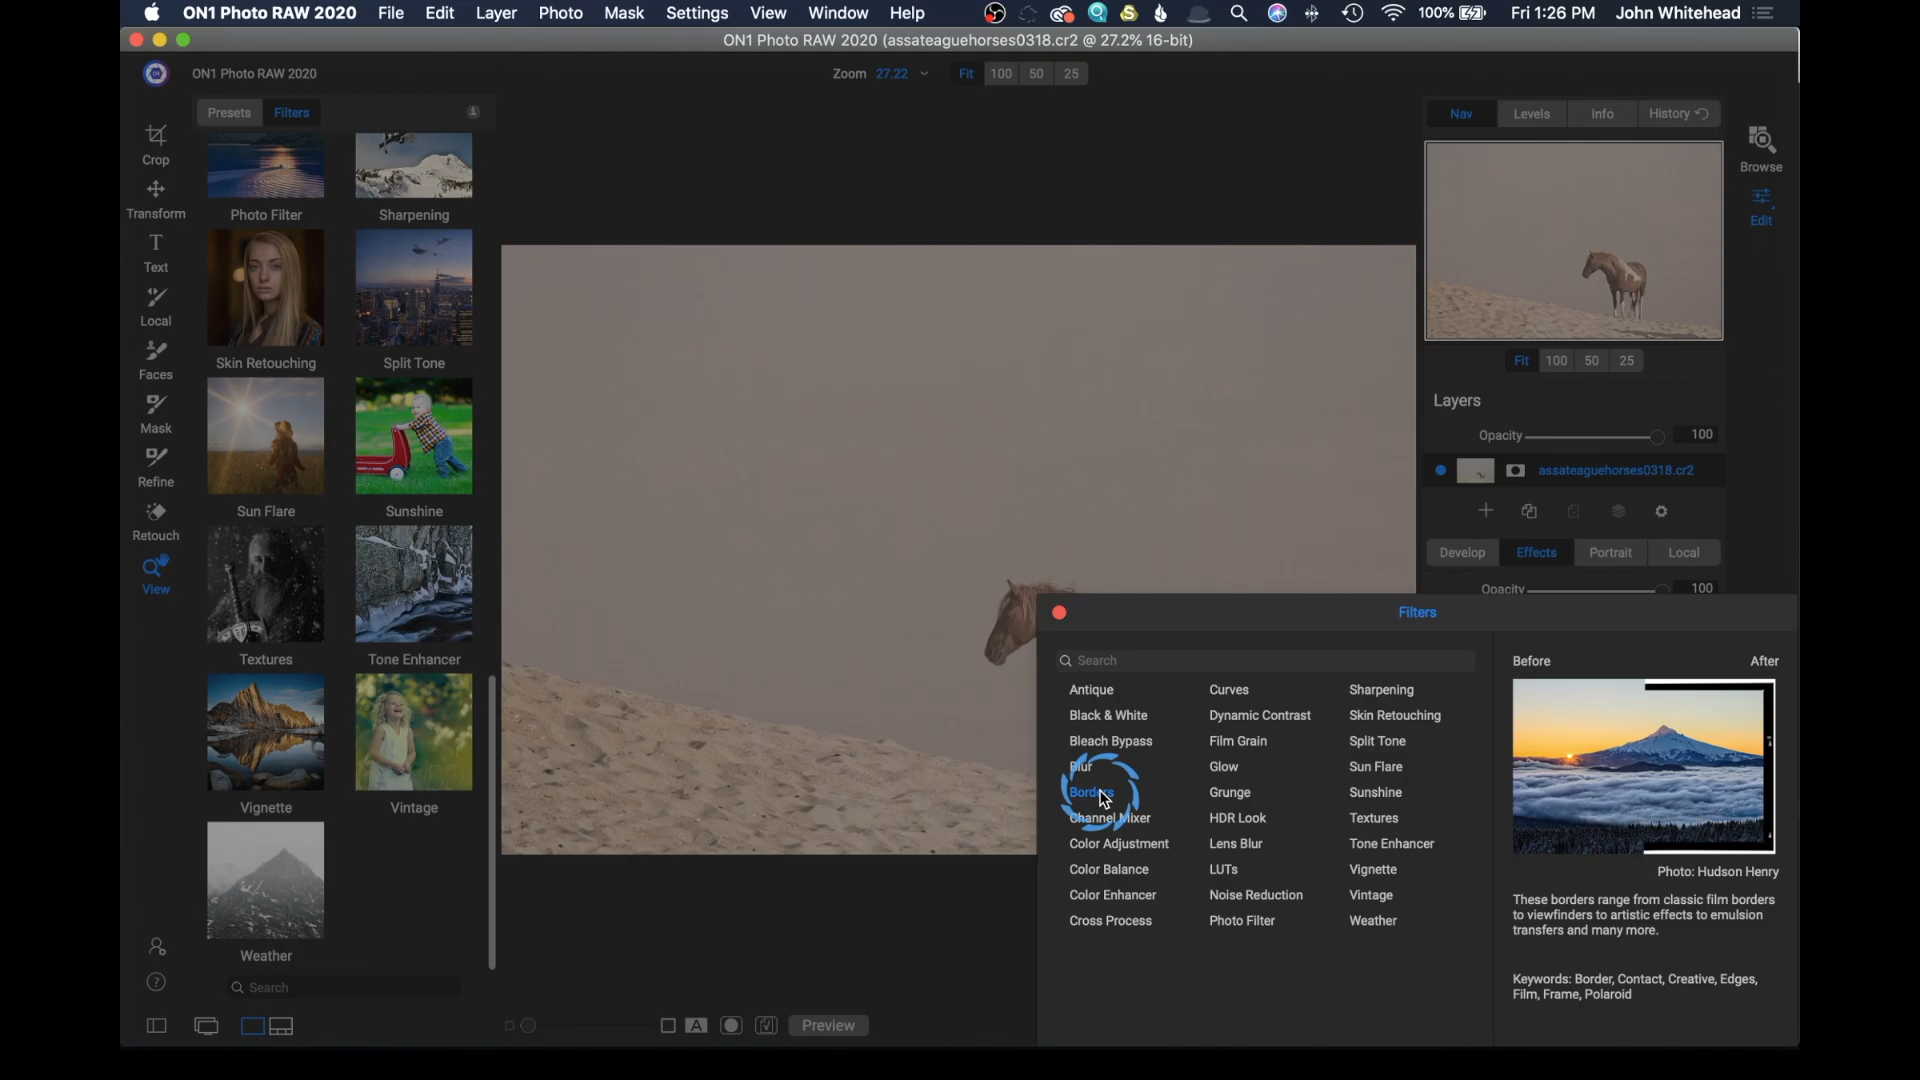 ON1 Photo RAW 2020 File Edit Layer Photo Mask Settings View Window Help 100% Fri 1:26 PM John Whitehead
ON1 Photo RAW 2020 (assateaguehorses0318.cr2 @ 27.2% 16-bit)
ON1 Photo RAW 2020
Zoom 27.22 Fit 100 50 25
Presets Filters
Nav Levels Info History
Crop
Transform
Text
Local
Faces
Mask
Refine
Retouch
View
Photo Filter Sharpening
Skin Retouching Split Tone
Sun Flare Sunshine
Textures Tone Enhancer
Vignette Vintage
Weather
Search
Browse
Edit
Fit 100 50 25
Layers
Opacity 100
assateaguehorses0318.cr2
Develop Effects Portrait Local
Opacity 100
Filters
Search
Antique Curves Sharpening
Black & White Dynamic Contrast Skin Retouching
Bleach Bypass Film Grain Split Tone
Blur Glow Sun Flare
Borders Grunge Sunshine
Channel Mixer HDR Look Textures
Color Adjustment Lens Blur Tone Enhancer
Color Balance LUTs Vignette
Color Enhancer Noise Reduction Vintage
Cross Process Photo Filter Weather
Before After
Photo: Hudson Henry
These borders range from classic film borders
to viewfinders to artistic effects to emulsion
transfers and many more.
Keywords: Border, Contact, Creative, Edges,
Film, Frame, Polaroid
A Preview